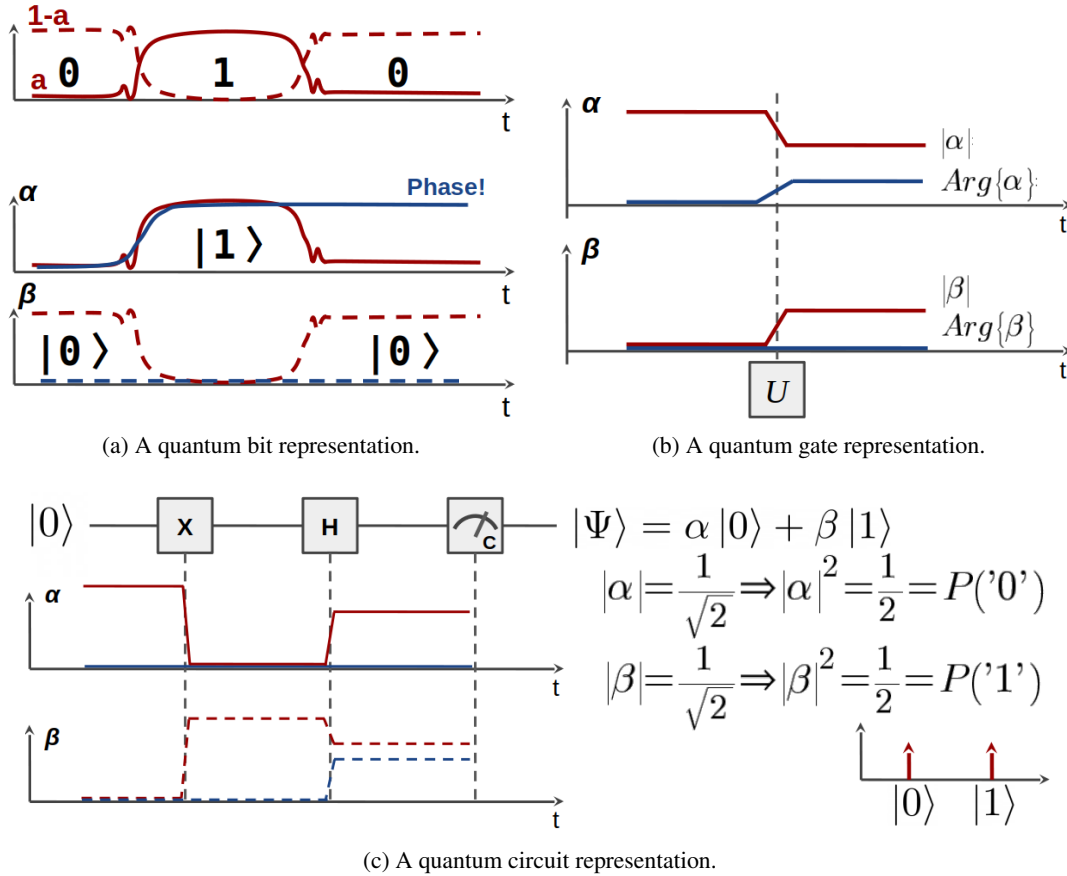 1-a
0 1 0
a
t
α
Phase!
|1⟩
t
β
|0⟩ |0⟩
t
(a) A quantum bit representation.
α
|α|
Arg{α}
t
β
|β|
Arg{β}
t
U
(b) A quantum gate representation.
|0⟩ X H C |Ψ⟩ = α |0⟩ + β |1⟩
α
t
|α|=1/√2⇒|α|²=1/2=P('0')
β
t
|β|=1/√2⇒|β|²=1/2=P('1')
|0⟩ |1⟩
(c) A quantum circuit representation.